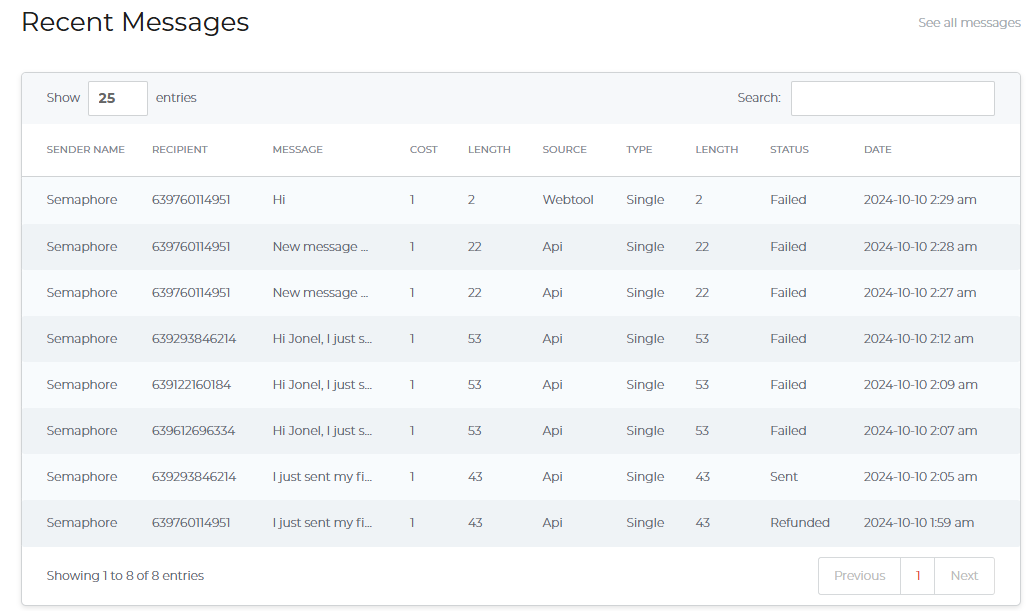 Recent Messages
See all messages
Show 25 entries
Search:
SENDER NAME RECIPIENT MESSAGE COST LENGTH SOURCE TYPE LENGTH STATUS DATE
Semaphore 639760114951 Hi 1 2 Webtool Single 2 Failed 2024-10-10 2:29 am
Semaphore 639760114951 New message ... 1 22 Api Single 22 Failed 2024-10-10 2:28 am
Semaphore 639760114951 New message ... 1 22 Api Single 22 Failed 2024-10-10 2:27 am
Semaphore 639293846214 Hi Jonel, I just s... 1 53 Api Single 53 Failed 2024-10-10 2:12 am
Semaphore 639122160184 Hi Jonel, I just s... 1 53 Api Single 53 Failed 2024-10-10 2:09 am
Semaphore 639612696334 Hi Jonel, I just s... 1 53 Api Single 53 Failed 2024-10-10 2:07 am
Semaphore 639293846214 I just sent my fi... 1 43 Api Single 43 Sent 2024-10-10 2:05 am
Semaphore 639760114951 I just sent my fi... 1 43 Api Single 43 Refunded 2024-10-10 1:59 am
Showing 1 to 8 of 8 entries
Previous 1 Next